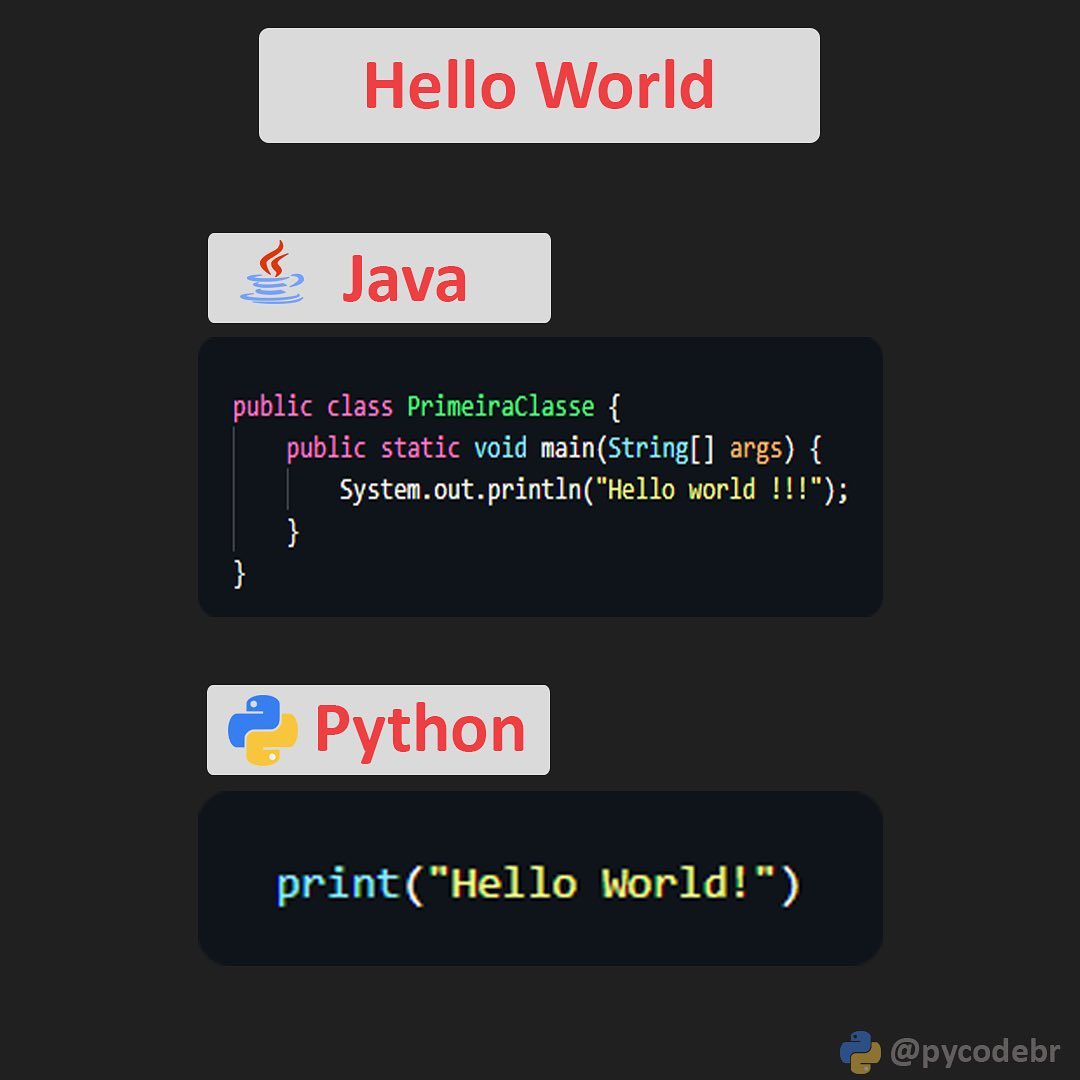 Hello World
Java
public class PrimeiraClasse {
    public static void main(String[] args) {
        System.out.println("Hello world !!!");
    }
}
Python
print("Hello World!")
@pycodebr